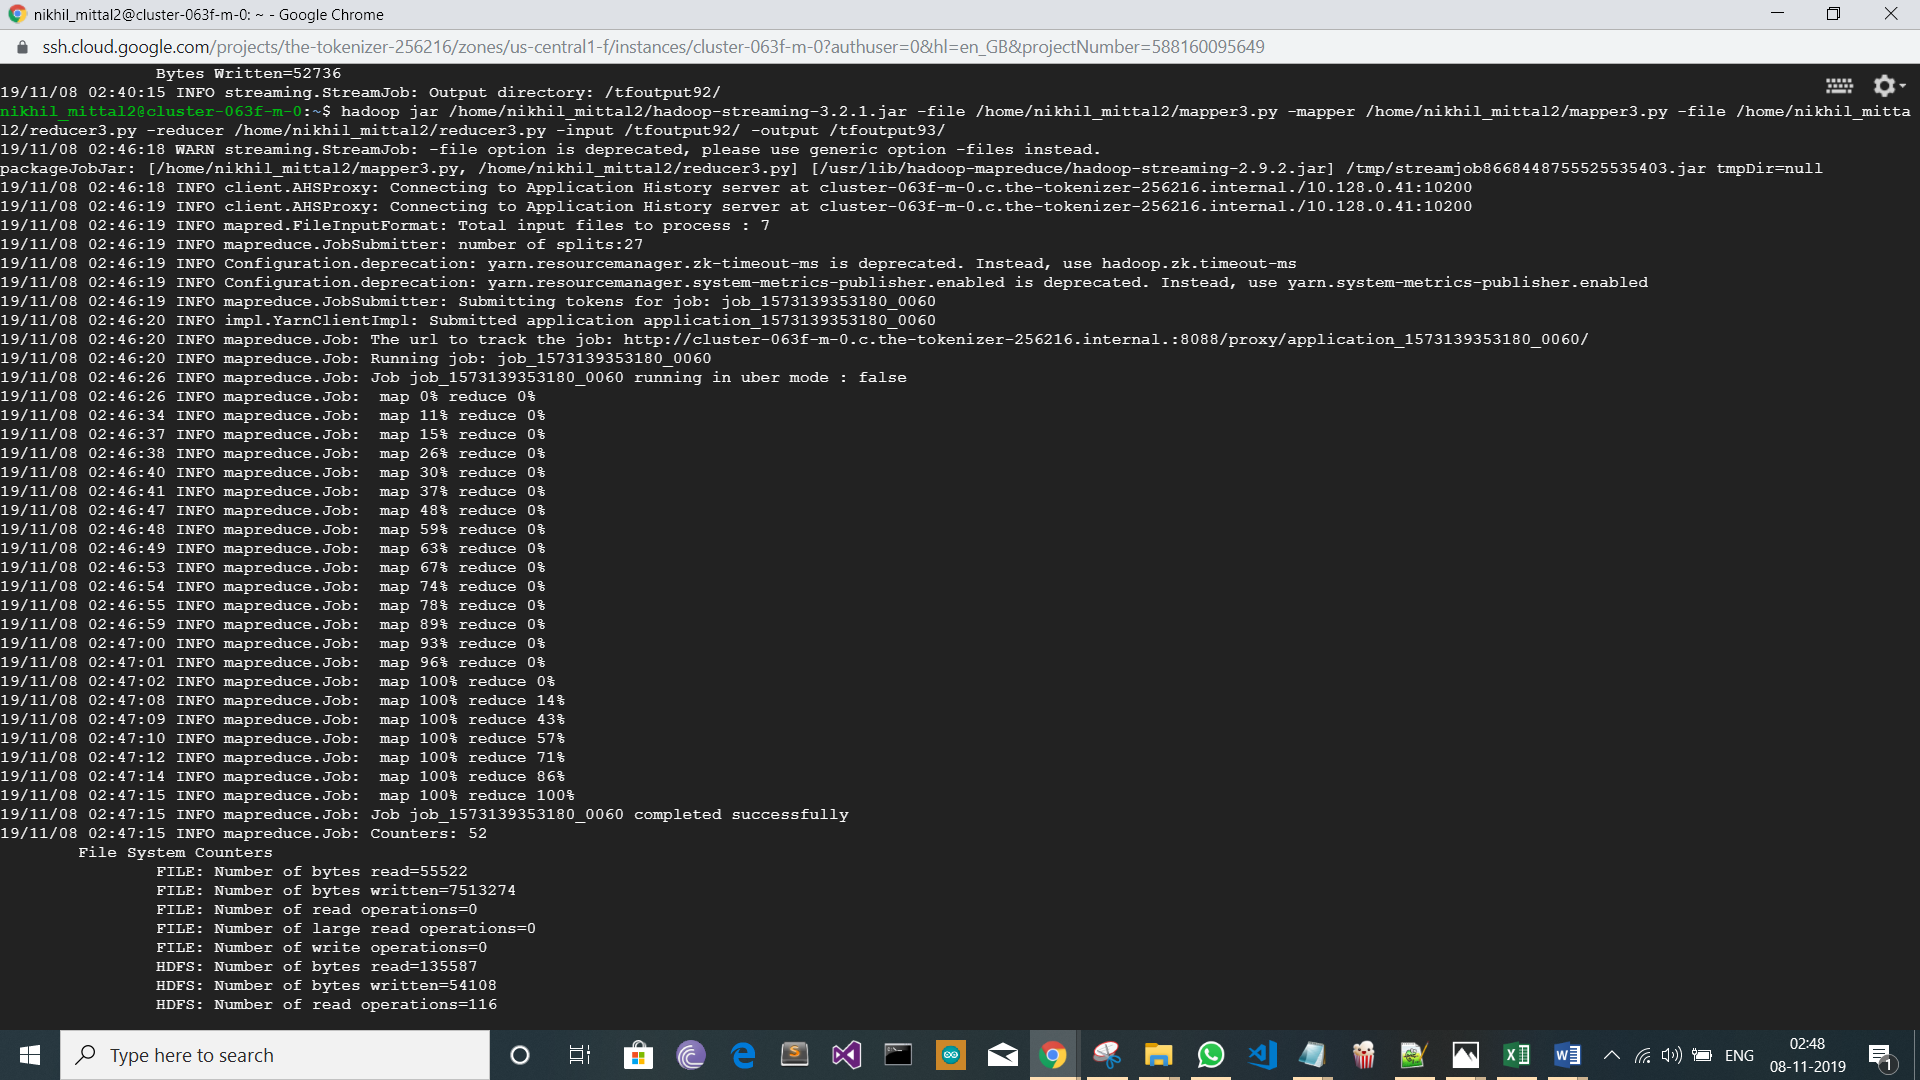 nikhil_mittal2@cluster-063f-m-0: ~ - Google Chrome
ssh.cloud.google.com/projects/the-tokenizer-256216/zones/us-central1-f/instances/cluster-063f-m-0?authuser=0&hl=en_GB&projectNumber=588160095649
Bytes Written=52736
19/11/08 02:40:15 INFO streaming.StreamJob: Output directory: /tfoutput92/
nikhil_mittal2@cluster-063f-m-0:~$ hadoop jar /home/nikhil_mittal2/hadoop-streaming-3.2.1.jar -file /home/nikhil_mittal2/mapper3.py -mapper /home/nikhil_mittal2/mapper3.py -file /home/nikhil_mitta
l2/reducer3.py -reducer /home/nikhil_mittal2/reducer3.py -input /tfoutput92/ -output /tfoutput93/
19/11/08 02:46:18 WARN streaming.StreamJob: -file option is deprecated, please use generic option -files instead.
packageJobJar: [/home/nikhil_mittal2/mapper3.py, /home/nikhil_mittal2/reducer3.py] [/usr/lib/hadoop-mapreduce/hadoop-streaming-2.9.2.jar] /tmp/streamjob8668448755525535403.jar tmpDir=null
19/11/08 02:46:18 INFO client.AHSProxy: Connecting to Application History server at cluster-063f-m-0.c.the-tokenizer-256216.internal./10.128.0.41:10200
19/11/08 02:46:19 INFO client.AHSProxy: Connecting to Application History server at cluster-063f-m-0.c.the-tokenizer-256216.internal./10.128.0.41:10200
19/11/08 02:46:19 INFO mapred.FileInputFormat: Total input files to process : 7
19/11/08 02:46:19 INFO mapreduce.JobSubmitter: number of splits:27
19/11/08 02:46:19 INFO Configuration.deprecation: yarn.resourcemanager.zk-timeout-ms is deprecated. Instead, use hadoop.zk.timeout-ms
19/11/08 02:46:19 INFO Configuration.deprecation: yarn.resourcemanager.system-metrics-publisher.enabled is deprecated. Instead, use yarn.system-metrics-publisher.enabled
19/11/08 02:46:19 INFO mapreduce.JobSubmitter: Submitting tokens for job: job_1573139353180_0060
19/11/08 02:46:20 INFO impl.YarnClientImpl: Submitted application application_1573139353180_0060
19/11/08 02:46:20 INFO mapreduce.Job: The url to track the job: http://cluster-063f-m-0.c.the-tokenizer-256216.internal.:8088/proxy/application_1573139353180_0060/
19/11/08 02:46:20 INFO mapreduce.Job: Running job: job_1573139353180_0060
19/11/08 02:46:26 INFO mapreduce.Job: Job job_1573139353180_0060 running in uber mode : false
19/11/08 02:46:26 INFO mapreduce.Job:  map 0% reduce 0%
19/11/08 02:46:34 INFO mapreduce.Job:  map 11% reduce 0%
19/11/08 02:46:37 INFO mapreduce.Job:  map 15% reduce 0%
19/11/08 02:46:38 INFO mapreduce.Job:  map 26% reduce 0%
19/11/08 02:46:40 INFO mapreduce.Job:  map 30% reduce 0%
19/11/08 02:46:41 INFO mapreduce.Job:  map 37% reduce 0%
19/11/08 02:46:47 INFO mapreduce.Job:  map 48% reduce 0%
19/11/08 02:46:48 INFO mapreduce.Job:  map 59% reduce 0%
19/11/08 02:46:49 INFO mapreduce.Job:  map 63% reduce 0%
19/11/08 02:46:53 INFO mapreduce.Job:  map 67% reduce 0%
19/11/08 02:46:54 INFO mapreduce.Job:  map 74% reduce 0%
19/11/08 02:46:55 INFO mapreduce.Job:  map 78% reduce 0%
19/11/08 02:46:59 INFO mapreduce.Job:  map 89% reduce 0%
19/11/08 02:47:00 INFO mapreduce.Job:  map 93% reduce 0%
19/11/08 02:47:01 INFO mapreduce.Job:  map 96% reduce 0%
19/11/08 02:47:02 INFO mapreduce.Job:  map 100% reduce 0%
19/11/08 02:47:08 INFO mapreduce.Job:  map 100% reduce 14%
19/11/08 02:47:09 INFO mapreduce.Job:  map 100% reduce 43%
19/11/08 02:47:10 INFO mapreduce.Job:  map 100% reduce 57%
19/11/08 02:47:12 INFO mapreduce.Job:  map 100% reduce 71%
19/11/08 02:47:14 INFO mapreduce.Job:  map 100% reduce 86%
19/11/08 02:47:15 INFO mapreduce.Job:  map 100% reduce 100%
19/11/08 02:47:15 INFO mapreduce.Job: Job job_1573139353180_0060 completed successfully
19/11/08 02:47:15 INFO mapreduce.Job: Counters: 52
File System Counters
FILE: Number of bytes read=55522
FILE: Number of bytes written=7513274
FILE: Number of read operations=0
FILE: Number of large read operations=0
FILE: Number of write operations=0
HDFS: Number of bytes read=135587
HDFS: Number of bytes written=54108
HDFS: Number of read operations=116
Type here to search
ENG
02:48
08-11-2019
1